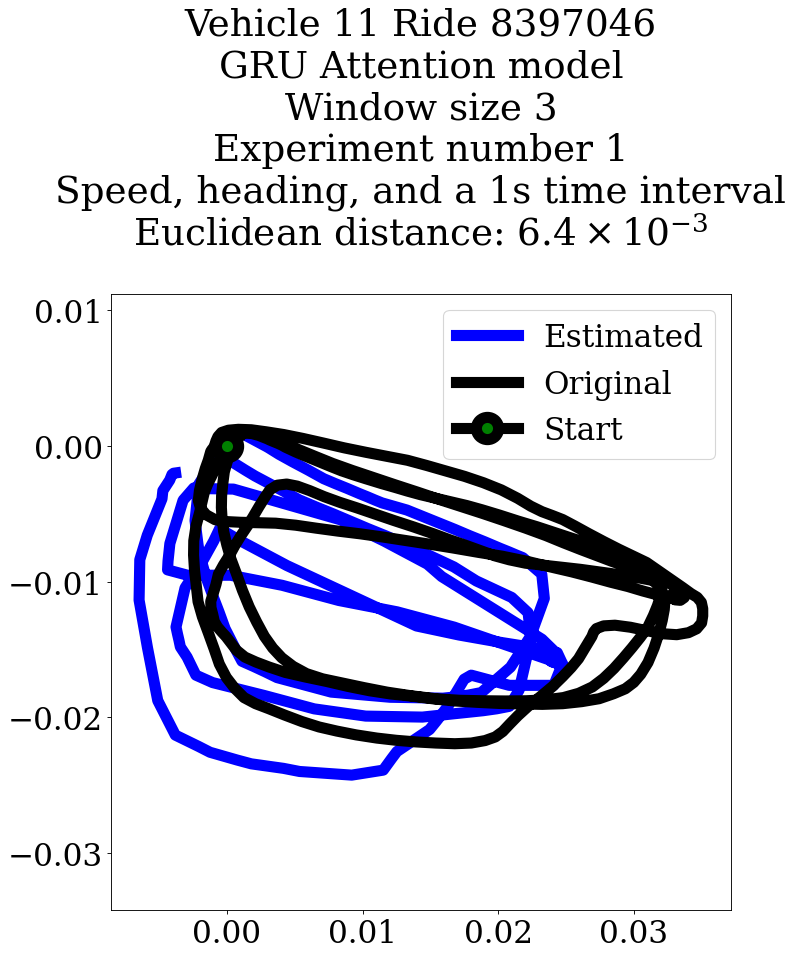 Vehicle 11 Ride 8397046
GRU Attention model
Window size 3
Experiment number 1
Speed, heading, and a 1s time interval
Euclidean distance: 6.4 × 10⁻³
Estimated
Original
Start
0.01
0.00
−0.01
−0.02
−0.03
0.00 0.01 0.02 0.03